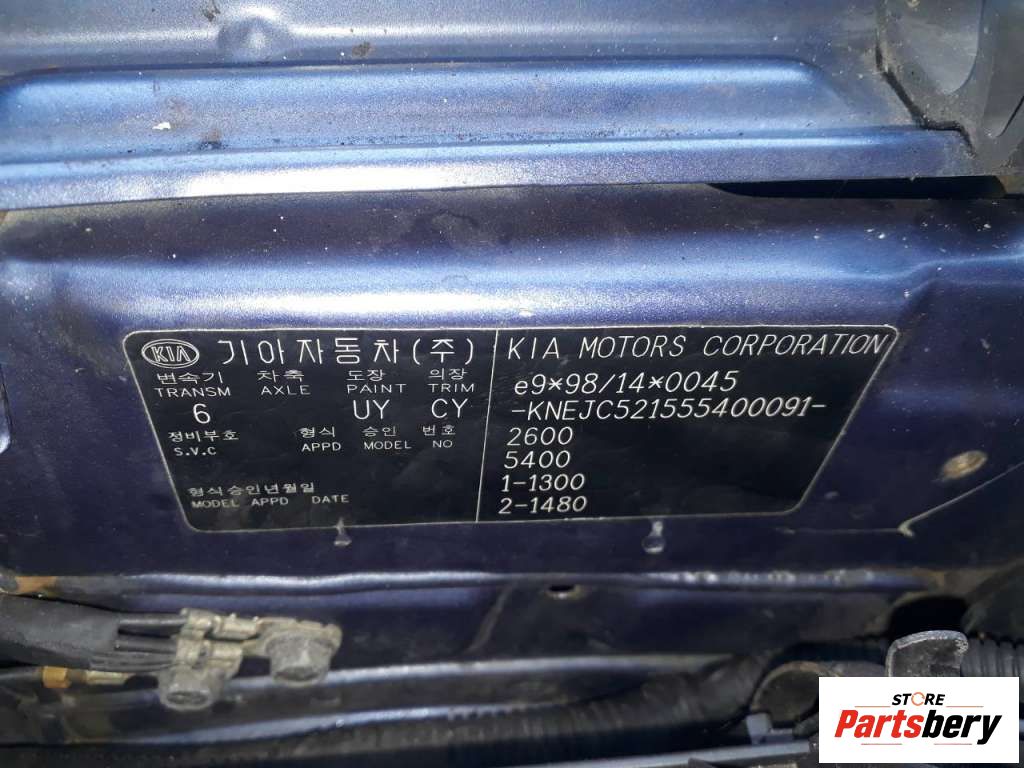 KIA 기아자동차(주)
변속기 차축 도장 의장
TRANSM AXLE PAINT TRIM
6 UY CY
정비부호 형식 승인 번호
S.V.C APPD MODEL NO
형식승인년월일
MODEL APPD DATE
KIA MOTORS CORPORATION
e9*98/14*0045
-KNEJC521555400091-
2600
5400
1-1300
2-1480
STORE
Partsbery